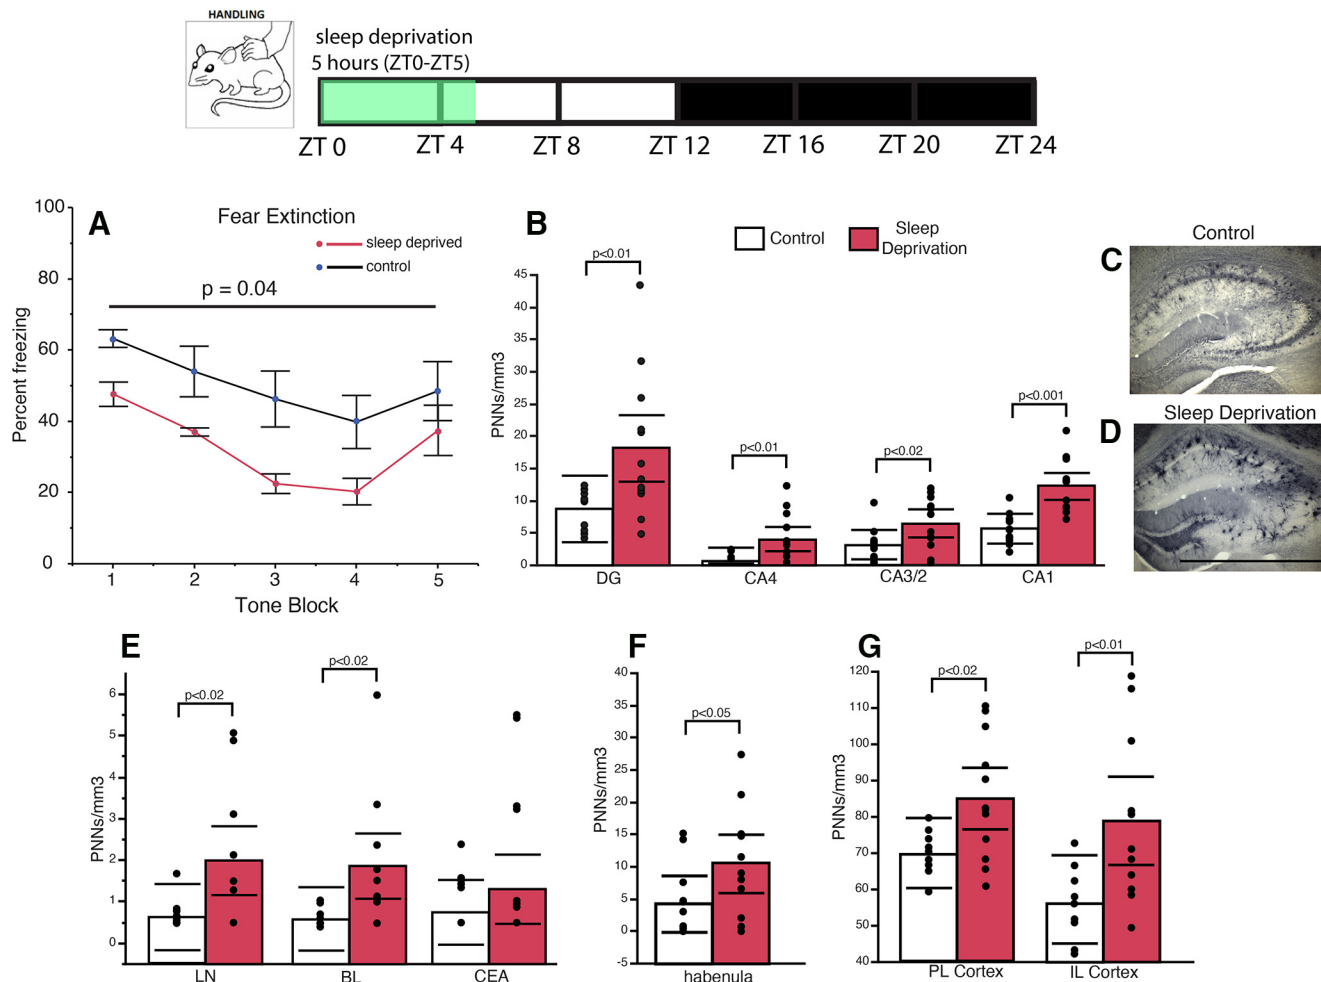 HANDLING
sleep deprivation
5 hours (ZT0-ZT5)
ZT 0 ZT 4 ZT 8 ZT 12 ZT 16 ZT 20 ZT 24
A
Fear Extinction
sleep deprived
control
p = 0.04
100
80
60
40
20
0
Percent freezing
1 2 3 4 5
Tone Block
B
Control
Sleep
Deprivation
p<0.01
p<0.01
p<0.02
p<0.001
45
40
35
30
25
20
15
10
5
0
PNNs/mm3
DG CA4 CA3/2 CA1
C
Control
D
Sleep Deprivation
E
p<0.02
p<0.02
6
5
4
3
2
1
0
PNNs/mm3
LN BL CEA
F
p<0.05
40
35
30
25
20
15
10
5
0
-5
PNNs/mm3
habenula
G
p<0.02
p<0.01
120
110
100
90
80
70
60
50
40
PNNs/mm3
PL Cortex IL Cortex